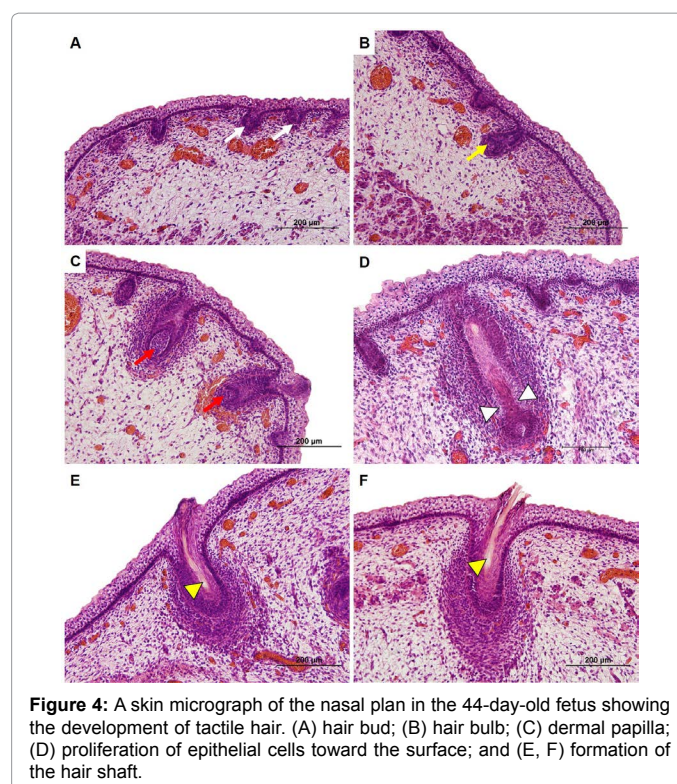 A
B
200 µm
200 µm
C
D
200 µm
E
F
200 µm
200 µm
Figure 4: A skin micrograph of the nasal plan in the 44-day-old fetus showing
the development of tactile hair. (A) hair bud; (B) hair bulb; (C) dermal papilla;
(D) proliferation of epithelial cells toward the surface; and (E, F) formation of
the hair shaft.